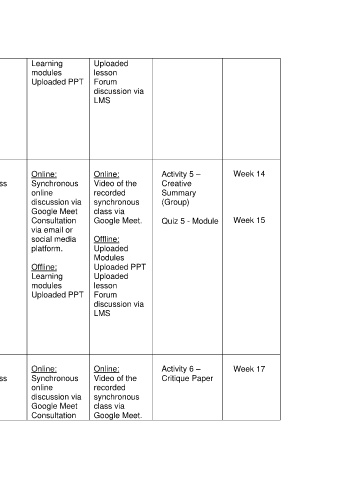 Learning
modules
Uploaded PPT
Uploaded
lesson
Forum
discussion via
LMS
ss
Online:
Synchronous
online
discussion via
Google Meet
Consultation
via email or
social media
platform.
Offline:
Learning
modules
Uploaded PPT
Online:
Video of the
recorded
synchronous
class via
Google Meet.
Offline:
Uploaded
Modules
Uploaded PPT
Uploaded
lesson
Forum
discussion via
LMS
Activity 5 –
Creative
Summary
(Group)
Quiz 5 - Module
Week 14
Week 15
ss
Online:
Synchronous
online
discussion via
Google Meet
Consultation
Online:
Video of the
recorded
synchronous
class via
Google Meet.
Activity 6 –
Critique Paper
Week 17